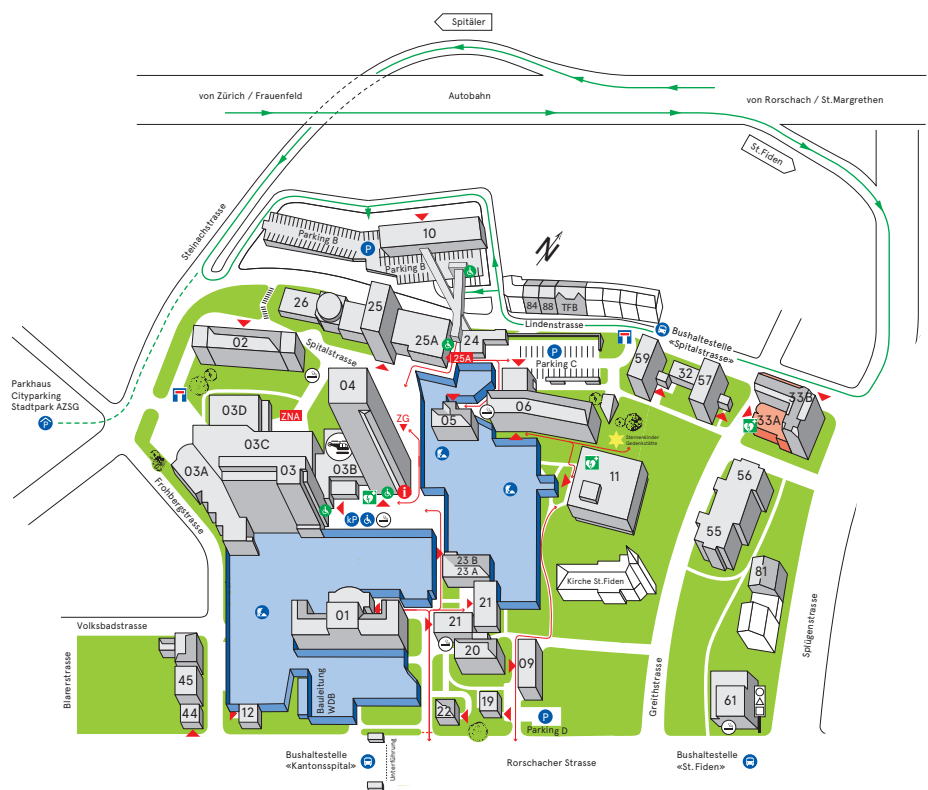 Spitäler
von Zürich / Frauenfeld
Autobahn
von Rorschach / St.Margrethen
St.Fiden
Steinachstrasse
Parking B
P
10
Parking B
N
84
88
TFB
26
25
25A
24
25A
Lindenstrasse
Bushaltestelle
«Spitalstrasse»
P
Parking C
02
Spitalstrasse
59
32
57
33B
33A
Parkhaus
Cityparking
Stadtpark AZSG
P
04
03D
ZNA
ZG
05
06
Sternenkinder
Gedenkstätte
03C
03A
03
03B
i
kP
11
56
55
Frohbergstrasse
23 B
23 A
Kirche St.Fiden
81
21
21
01
20
09
Volksbadstrasse
Blarerstrasse
45
44
12
Bauleitung
WDB
22
19
P
Parking D
Greithstrasse
Splügenstrasse
61
Bushaltestelle
«Kantonsspital»
Unterführung
Rorschacher Strasse
Bushaltestelle
«St.Fiden»